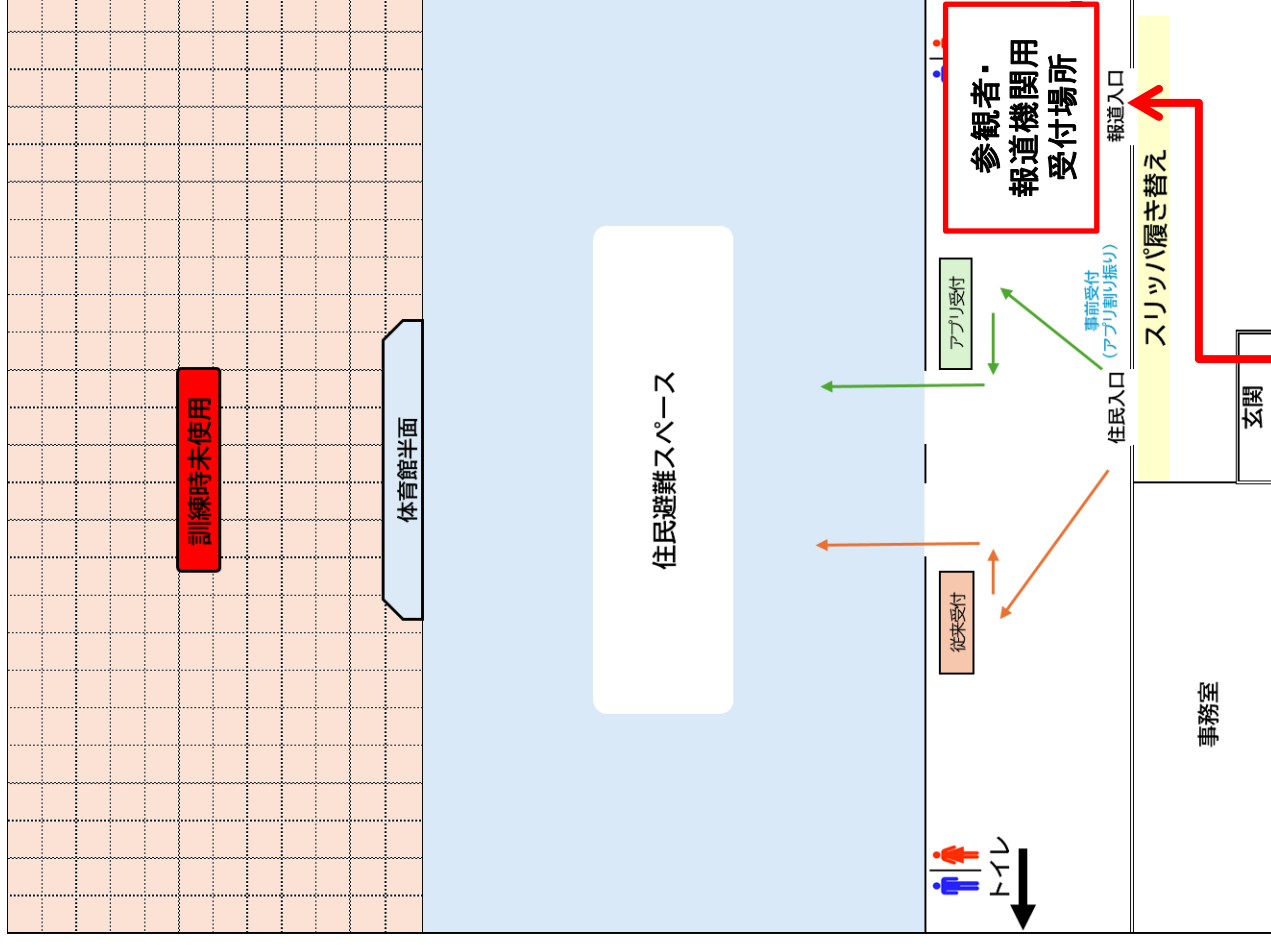 訓練時未使用
体育館半面
住民避難スペース
アプリ受付
従来受付
参観者・
報道機関用
受付場所
事前受付
（アプリ割り振り）
報道入口
住民入口
スリッパ履き替え
玄関
事務室
トイレ